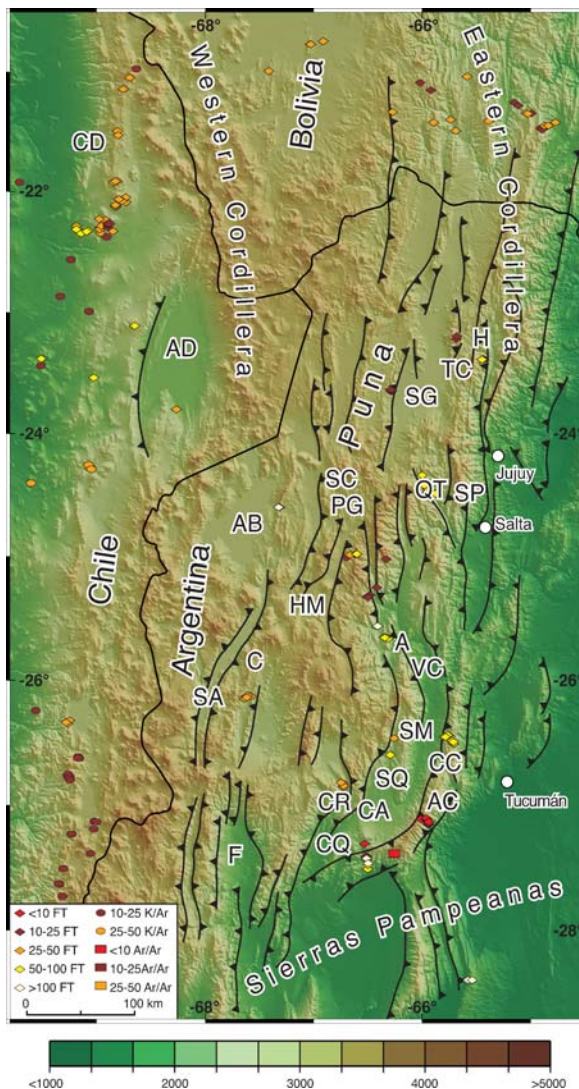 -68
-66
Western Cordillera
Bolivia
Eastern Cordillera
CD
-22
-22
AD
H
TC
Puna
SG
-24
-24
Jujuy
SC
QT
SP
PG
AB
Salta
Chile
Argentina
HM
A
C
VC
-26
-26
SA
SM
CC
SQ
Tucumán
CR
CA
AC
CQ
F
Sierras Pampeanas
<10 FT
10-25 K/Ar
10-25 FT
25-50 K/Ar
25-50 FT
<10 Ar/Ar
50-100 FT
10-25Ar/Ar
>100 FT
25-50 Ar/Ar
0
100 km
-28
-28
-68
-66
<1000
2000
3000
4000
>5000